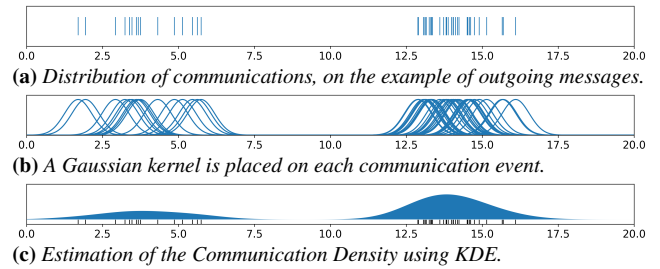 0.0 2.5 5.0 7.5 10.0 12.5 15.0 17.5 20.0
(a) Distribution of communications, on the example of outgoing messages.
0.0 2.5 5.0 7.5 10.0 12.5 15.0 17.5 20.0
(b) A Gaussian kernel is placed on each communication event.
0.0 2.5 5.0 7.5 10.0 12.5 15.0 17.5 20.0
(c) Estimation of the Communication Density using KDE.